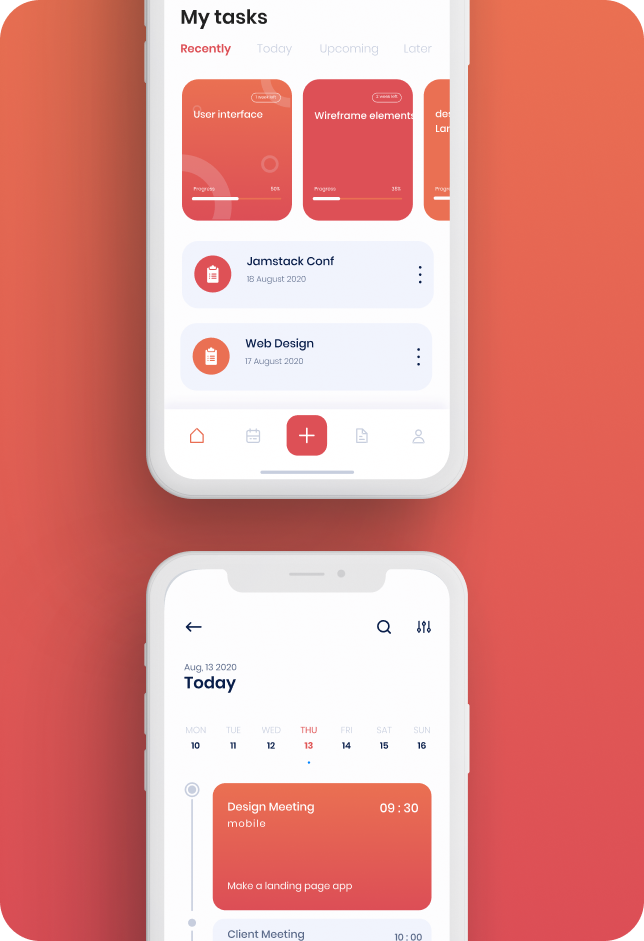 My tasks
Recently Today Upcoming Later
1 week left
2 week left
User interface
Wireframe elements
des
Lar
Progress 50%
Progress 25%
Progr
Jamstack Conf
18 August 2020
Web Design
17 August 2020
Aug, 13 2020
Today
MON TUE WED THU FRI SAT SUN
10 11 12 13 14 15 16
Design Meeting 09 : 30
mobile
Make a landing page app
Client Meeting 10 : 00